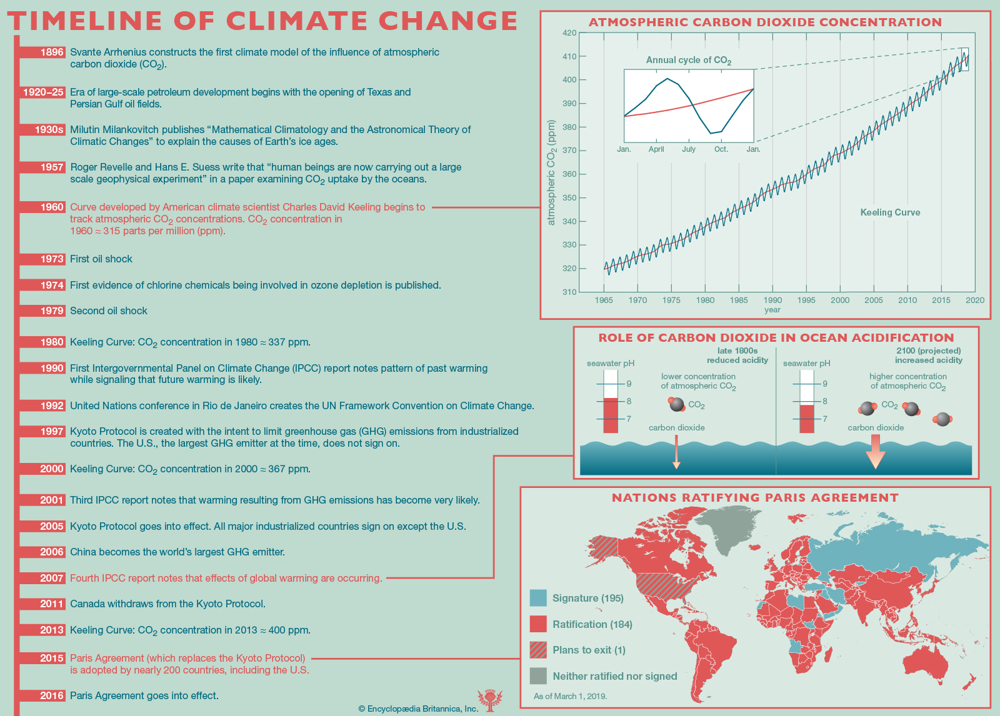 TIMELINE OF CLIMATE CHANGE
1896 Svante Arrhenius constructs the first climate model of the influence of atmospheric
carbon dioxide (CO2).
1920–25 Era of large-scale petroleum development begins with the opening of Texas and
Persian Gulf oil fields.
1930s Milutin Milankovitch publishes “Mathematical Climatology and the Astronomical Theory of
Climatic Changes” to explain the causes of Earth’s ice ages.
1957 Roger Revelle and Hans E. Suess write that “human beings are now carrying out a large
scale geophysical experiment” in a paper examining CO2 uptake by the oceans.
1960 Curve developed by American climate scientist Charles David Keeling begins to
track atmospheric CO2 concentrations. CO2 concentration in
1960 ≈ 315 parts per million (ppm).
1973 First oil shock
1974 First evidence of chlorine chemicals being involved in ozone depletion is published.
1979 Second oil shock
1980 Keeling Curve: CO2 concentration in 1980 ≈ 337 ppm.
1990 First Intergovernmental Panel on Climate Change (IPCC) report notes pattern of past warming
while signaling that future warming is likely.
1992 United Nations conference in Rio de Janeiro creates the UN Framework Convention on Climate Change.
1997 Kyoto Protocol is created with the intent to limit greenhouse gas (GHG) emissions from industrialized
countries. The U.S., the largest GHG emitter at the time, does not sign on.
2000 Keeling Curve: CO2 concentration in 2000 ≈ 367 ppm.
2001 Third IPCC report notes that warming resulting from GHG emissions has become very likely.
2005 Kyoto Protocol goes into effect. All major industrialized countries sign on except the U.S.
2006 China becomes the world’s largest GHG emitter.
2007 Fourth IPCC report notes that effects of global warming are occurring.
2011 Canada withdraws from the Kyoto Protocol.
2013 Keeling Curve: CO2 concentration in 2013 ≈ 400 ppm.
2015 Paris Agreement (which replaces the Kyoto Protocol)
is adopted by nearly 200 countries, including the U.S.
2016 Paris Agreement goes into effect.
© Encyclopædia Britannica, Inc.
ATMOSPHERIC CARBON DIOXIDE CONCENTRATION
420
410
400
390
380
370
360
350
340
330
320
310
atmospheric CO2 (ppm)
Annual cycle of CO2
Jan. April July Oct. Jan.
Keeling Curve
1965 1970 1975 1980 1985 1990 1995 2000 2005 2010 2015 2020
year
ROLE OF CARBON DIOXIDE IN OCEAN ACIDIFICATION
late 1800s
reduced acidity
seawater pH
9
8
7
lower concentration
of atmospheric CO2
CO2
carbon dioxide
2100 (projected)
increased acidity
seawater pH
9
8
7
higher concentration
of atmospheric CO2
CO2
carbon dioxide
NATIONS RATIFYING PARIS AGREEMENT
Signature (195)
Ratification (184)
Plans to exit (1)
Neither ratified nor signed
As of March 1, 2019.